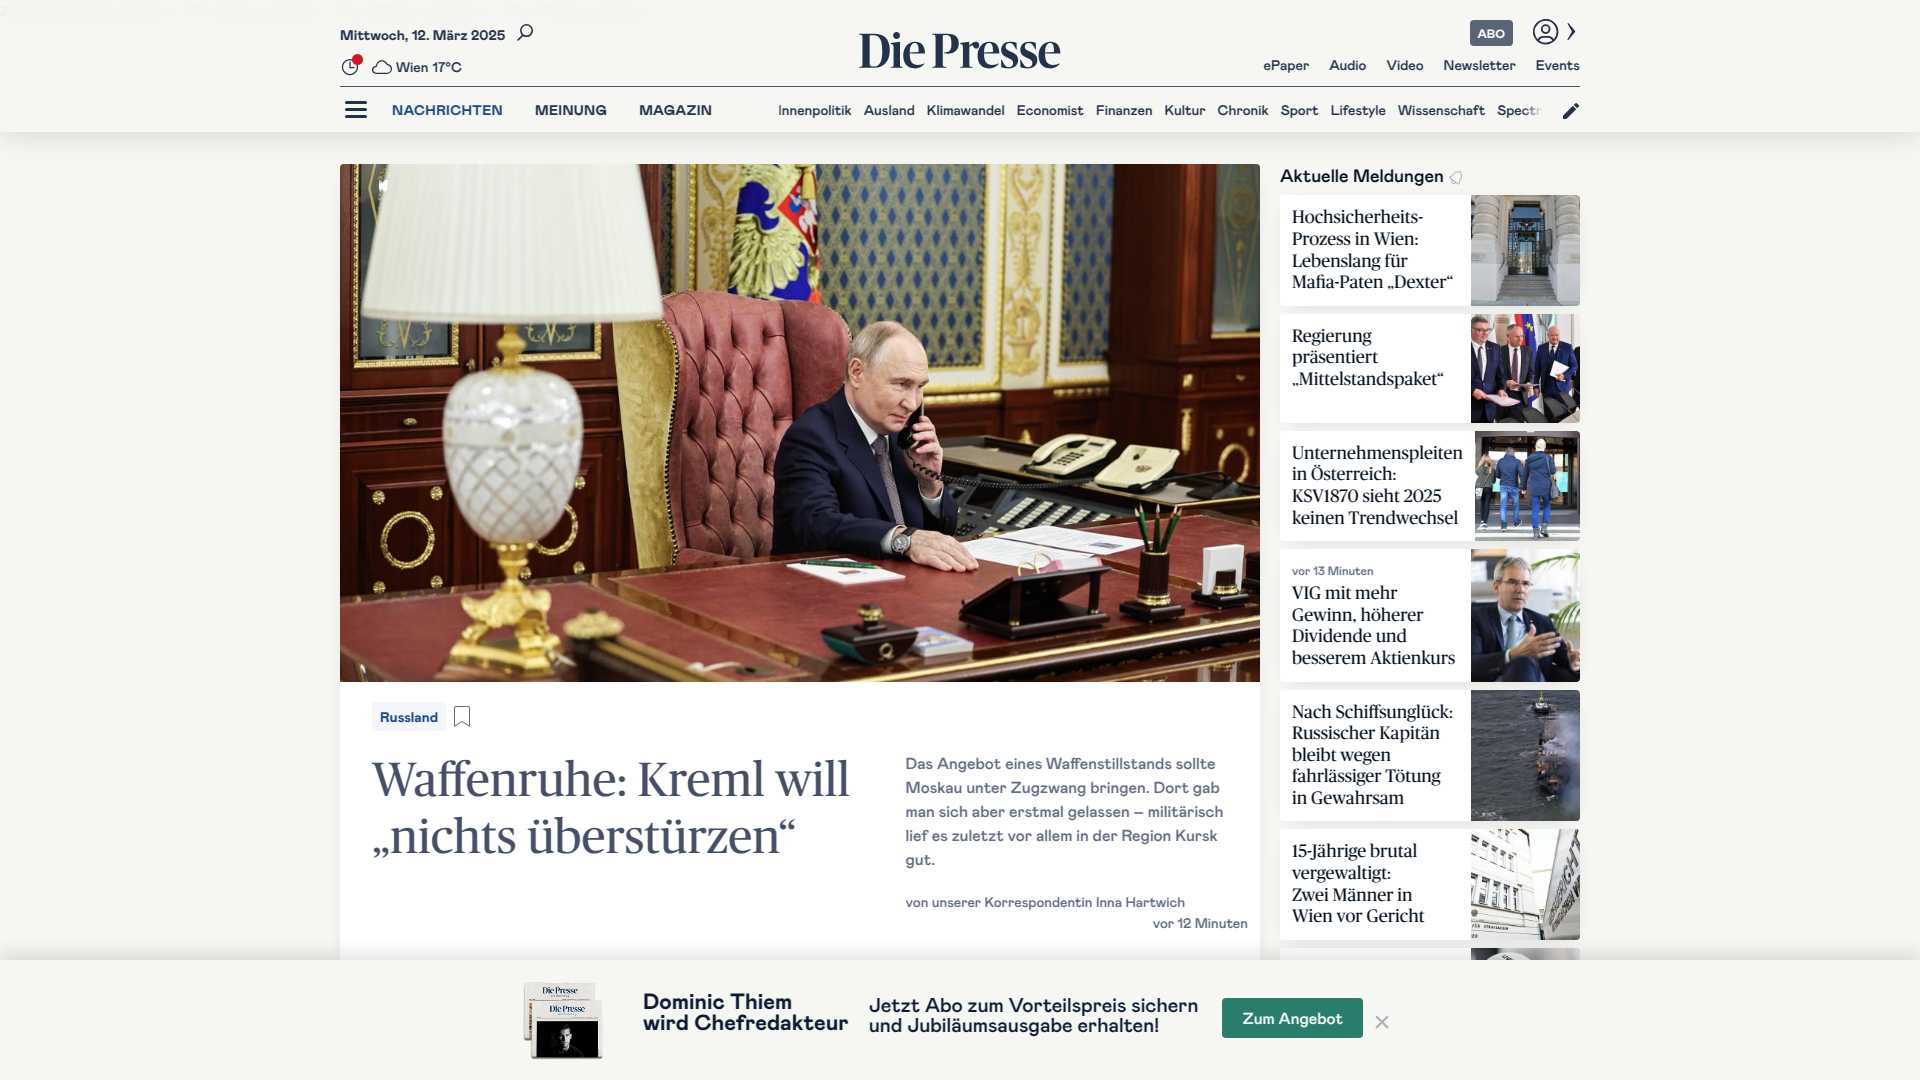 Mittwoch, 12. März 2025
Wien 17°C
Die Presse
ABO
ePaper Audio Video Newsletter Events
NACHRICHTEN MEINUNG MAGAZIN
Innenpolitik Ausland Klimawandel Economist Finanzen Kultur Chronik Sport Lifestyle Wissenschaft Spectr
Russland
Waffenruhe: Kreml will
„nichts überstürzen“
Das Angebot eines Waffenstillstands sollte
Moskau unter Zugzwang bringen. Dort gab
man sich aber erstmal gelassen – militärisch
lief es zuletzt vor allem in der Region Kursk
gut.
von unserer Korrespondentin Inna Hartwich
vor 12 Minuten
Aktuelle Meldungen
Hochsicherheits-
Prozess in Wien:
Lebenslang für
Mafia-Paten „Dexter“
Regierung
präsentiert
„Mittelstandspaket“
Unternehmenspleiten
in Österreich:
KSV1870 sieht 2025
keinen Trendwechsel
vor 13 Minuten
VIG mit mehr
Gewinn, höherer
Dividende und
besserem Aktienkurs
Nach Schiffsunglück:
Russischer Kapitän
bleibt wegen
fahrlässiger Tötung
in Gewahrsam
15-Jährige brutal
vergewaltigt:
Zwei Männer in
Wien vor Gericht
Die Presse
Die Presse
Dominic Thiem
wird Chefredakteur
Jetzt Abo zum Vorteilspreis sichern
und Jubiläumsausgabe erhalten!
Zum Angebot